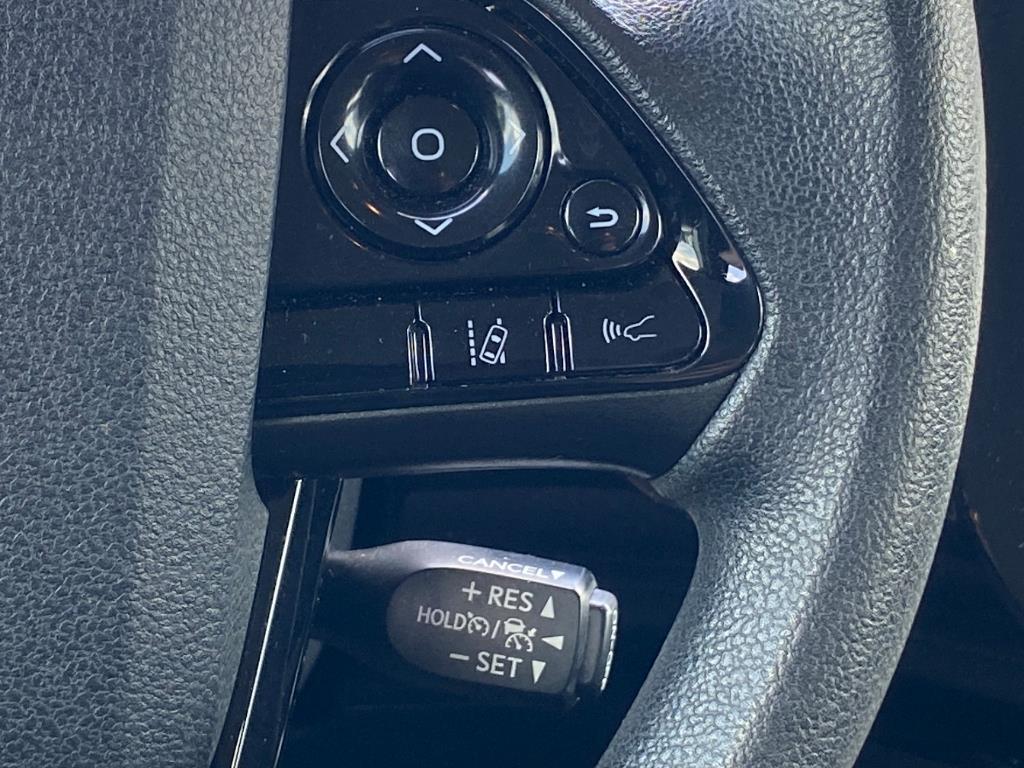 CANCEL▼
+ RES ▲
HOLD / ◀
− SET ▼